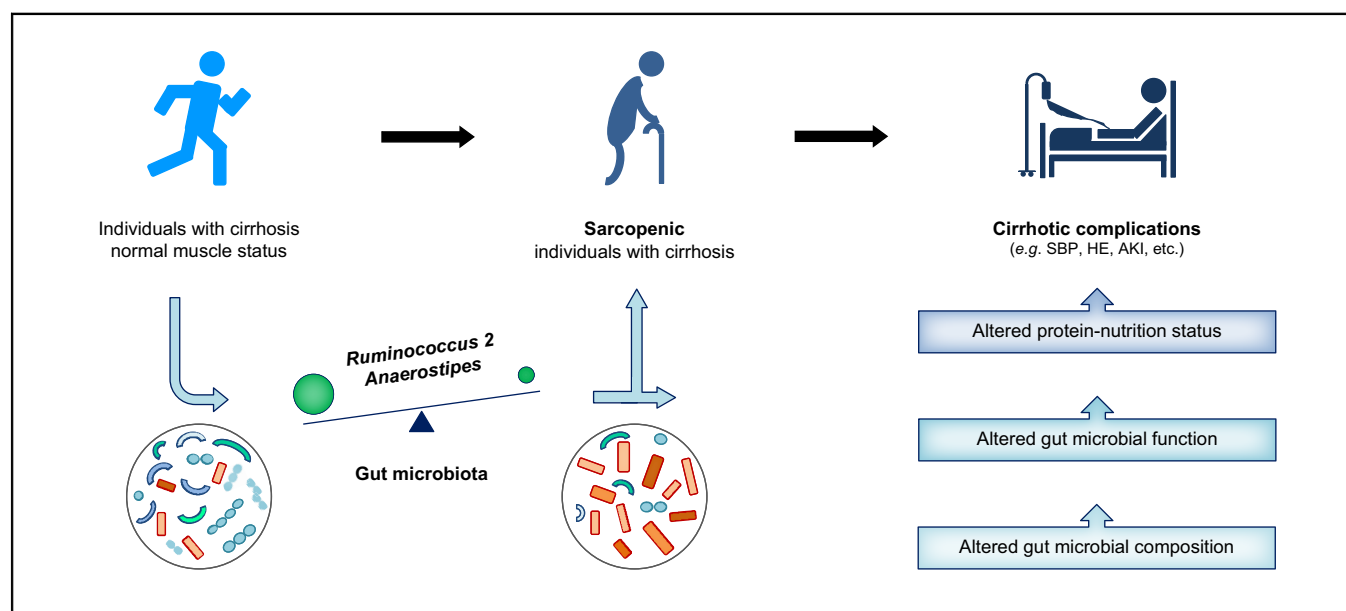 Individuals with cirrhosis
normal muscle status
Sarcopenic
individuals with cirrhosis
Cirrhotic complications
(e.g. SBP, HE, AKI, etc.)
Ruminococcus 2
Anaerostipes
Gut microbiota
Altered protein-nutrition status
Altered gut microbial function
Altered gut microbial composition